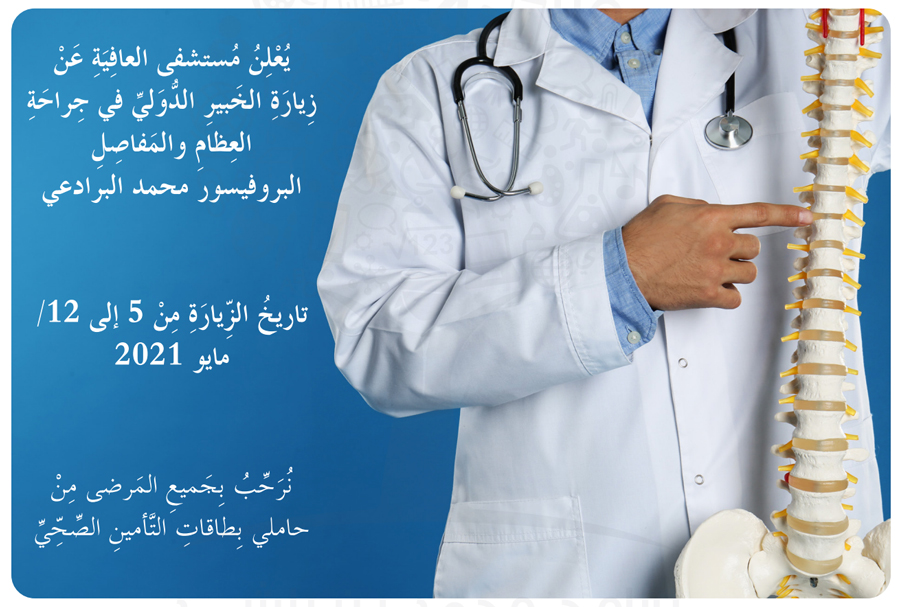 يُعْلِنُ مُستشفى العافِيَةِ عَنْ
زِيارَةِ الخَبيرِ الدُّوَليِّ في جِراحَةِ
العِظامِ والمَفاصِلِ
البروفيسور محمد البرادعي
تاريخُ الزِّيارَةِ مِنْ 5 إلى 12/
مايو 2021
نُرَحِّبُ بِجَميعِ المَرضى مِنْ
حاملي بِطاقاتِ التَّأمينِ الصِّحِّيِّ